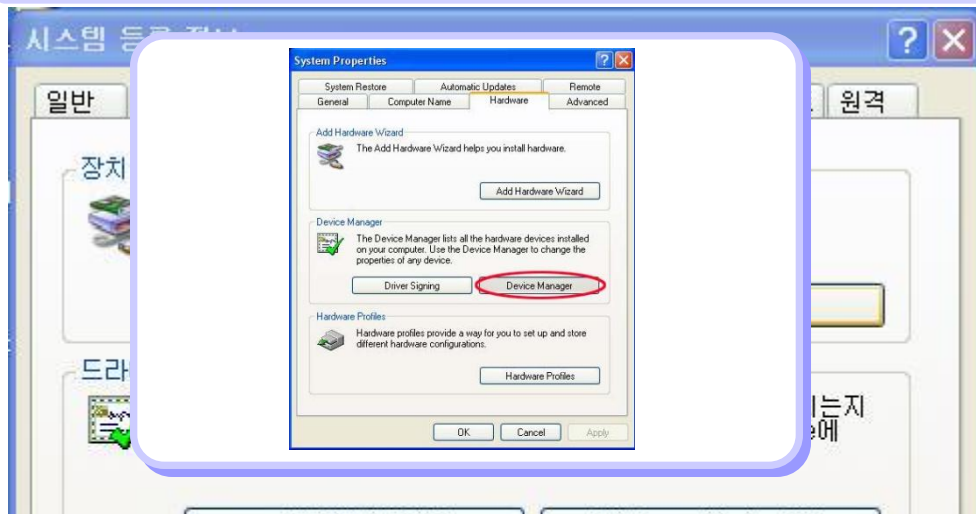 시스템 등록 정보
일반
원격
장치
드라
는지
에
System Properties
System Restore
Automatic Updates
Remote
General
Computer Name
Hardware
Advanced
Add Hardware Wizard
The Add Hardware Wizard helps you install hardware.
Add Hardware Wizard
Device Manager
The Device Manager lists all the hardware devices installed
on your computer. Use the Device Manager to change the
properties of any device.
Driver Signing
Device Manager
Hardware Profiles
Hardware profiles provide a way for you to set up and store
different hardware configurations.
Hardware Profiles
OK
Cancel
Apply